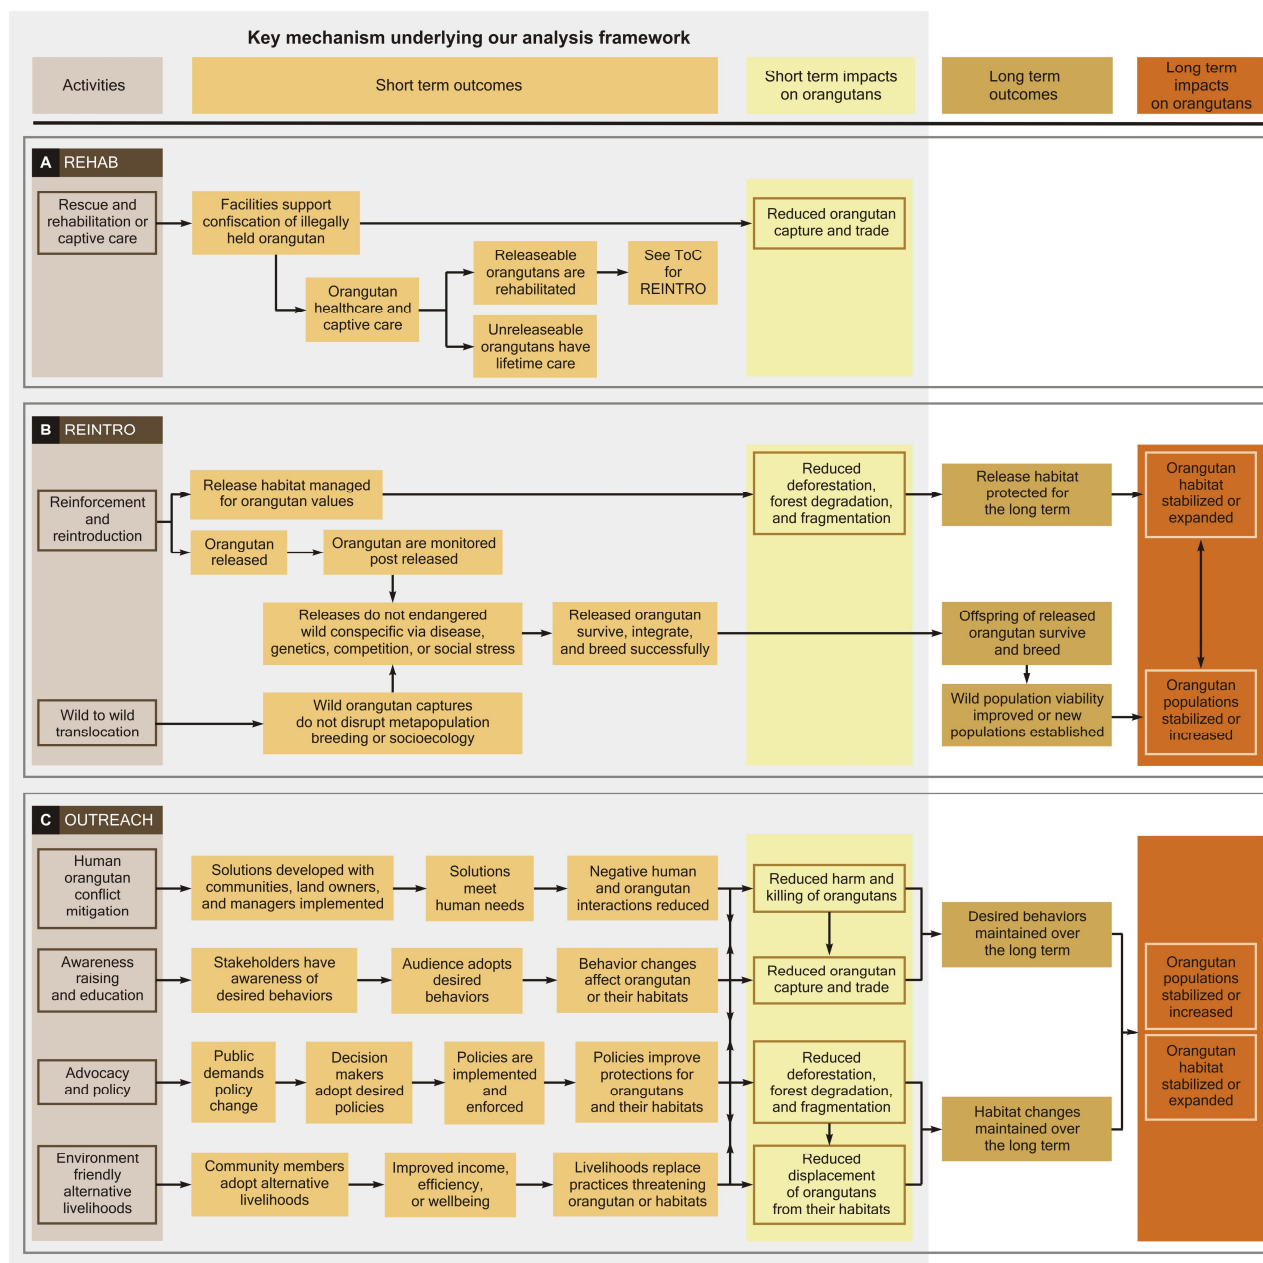 Key mechanism underlying our analysis framework
Activities
Short term outcomes
Short term impacts
on orangutans
Long term
outcomes
Long term
impacts
on orangutans
A REHAB
Rescue and
rehabilitation or
captive care
Facilities support
confiscation of illegally
held orangutan
Reduced orangutan
capture and trade
Orangutan
healthcare and
captive care
Releaseable
orangutans are
rehabilitated
See ToC
for
REINTRO
Unreleaseable
orangutans have
lifetime care
B REINTRO
Reinforcement
and
reintroduction
Release habitat managed
for orangutan values
Reduced
deforestation,
forest degradation,
and fragmentation
Release habitat
protected for
the long term
Orangutan
habitat
stabilized or
expanded
Orangutan
released
Orangutan are monitored
post released
Releases do not endangered
wild conspecific via disease,
genetics, competition, or social stress
Released orangutan
survive, integrate,
and breed successfully
Offspring of released
orangutan survive
and breed
Wild to wild
translocation
Wild orangutan captures
do not disrupt metapopulation
breeding or socioecology
Wild population viability
improved or new
populations established
Orangutan
populations
stabilized or
increased
C OUTREACH
Human
orangutan
conflict
mitigation
Solutions developed with
communities, land owners,
and managers implemented
Solutions
meet
human needs
Negative human
and orangutan
interactions reduced
Reduced harm and
killing of orangutans
Desired behaviors
maintained over
the long term
Awareness
raising
and education
Stakeholders have
awareness of
desired behaviors
Audience adopts
desired
behaviors
Behavior changes
affect orangutan
or their habitats
Reduced orangutan
capture and trade
Orangutan
populations
stabilized or
increased
Advocacy
and policy
Public
demands
policy
change
Decision
makers
adopt desired
policies
Policies are
implemented
and
enforced
Policies improve
protections for
orangutans
and their habitats
Reduced
deforestation,
forest degradation,
and fragmentation
Orangutan
habitat
stabilized or
expanded
Habitat changes
maintained over
the long term
Environment
friendly
alternative
livelihoods
Community members
adopt alternative
livelihoods
Improved income,
efficiency,
or wellbeing
Livelihoods replace
practices threatening
orangutan or habitats
Reduced
displacement
of orangutans
from their habitats